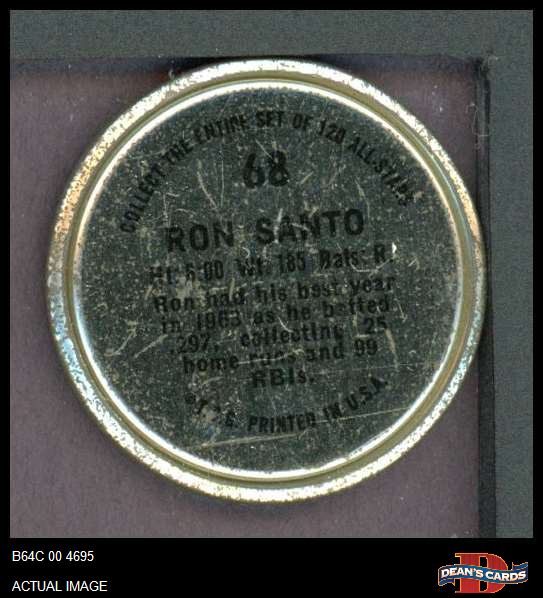 COLLECT THE ENTIRE SET OF 120 ALL-STARS
68
RON SANTO
Ht: 6:00 Wt: 185 Bats: R.
Ron had his best year
in 1963 as he batted
.297, collecting 25
home runs and 99
RBIs.
©T.C.G. PRINTED IN U.S.A.
B64C 00 4695
ACTUAL IMAGE
D
DEAN'S CARDS